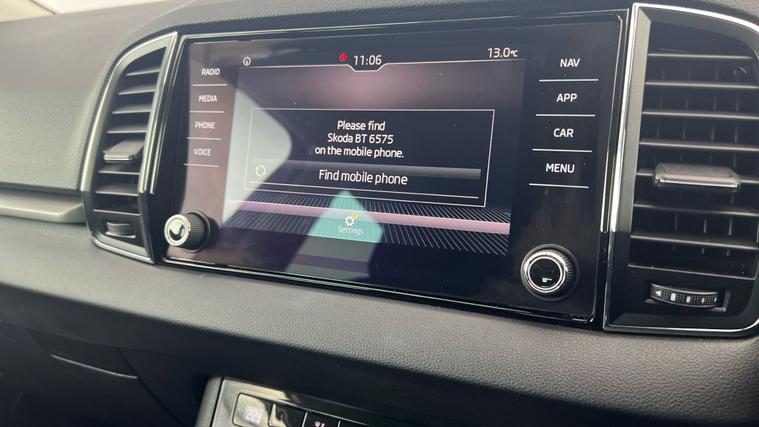 11:06
13.0°C
RADIO
MEDIA
PHONE
VOICE
Please find
Skoda BT 6575
on the mobile phone.
Find mobile phone
Settings
NAV
APP
CAR
MENU
22